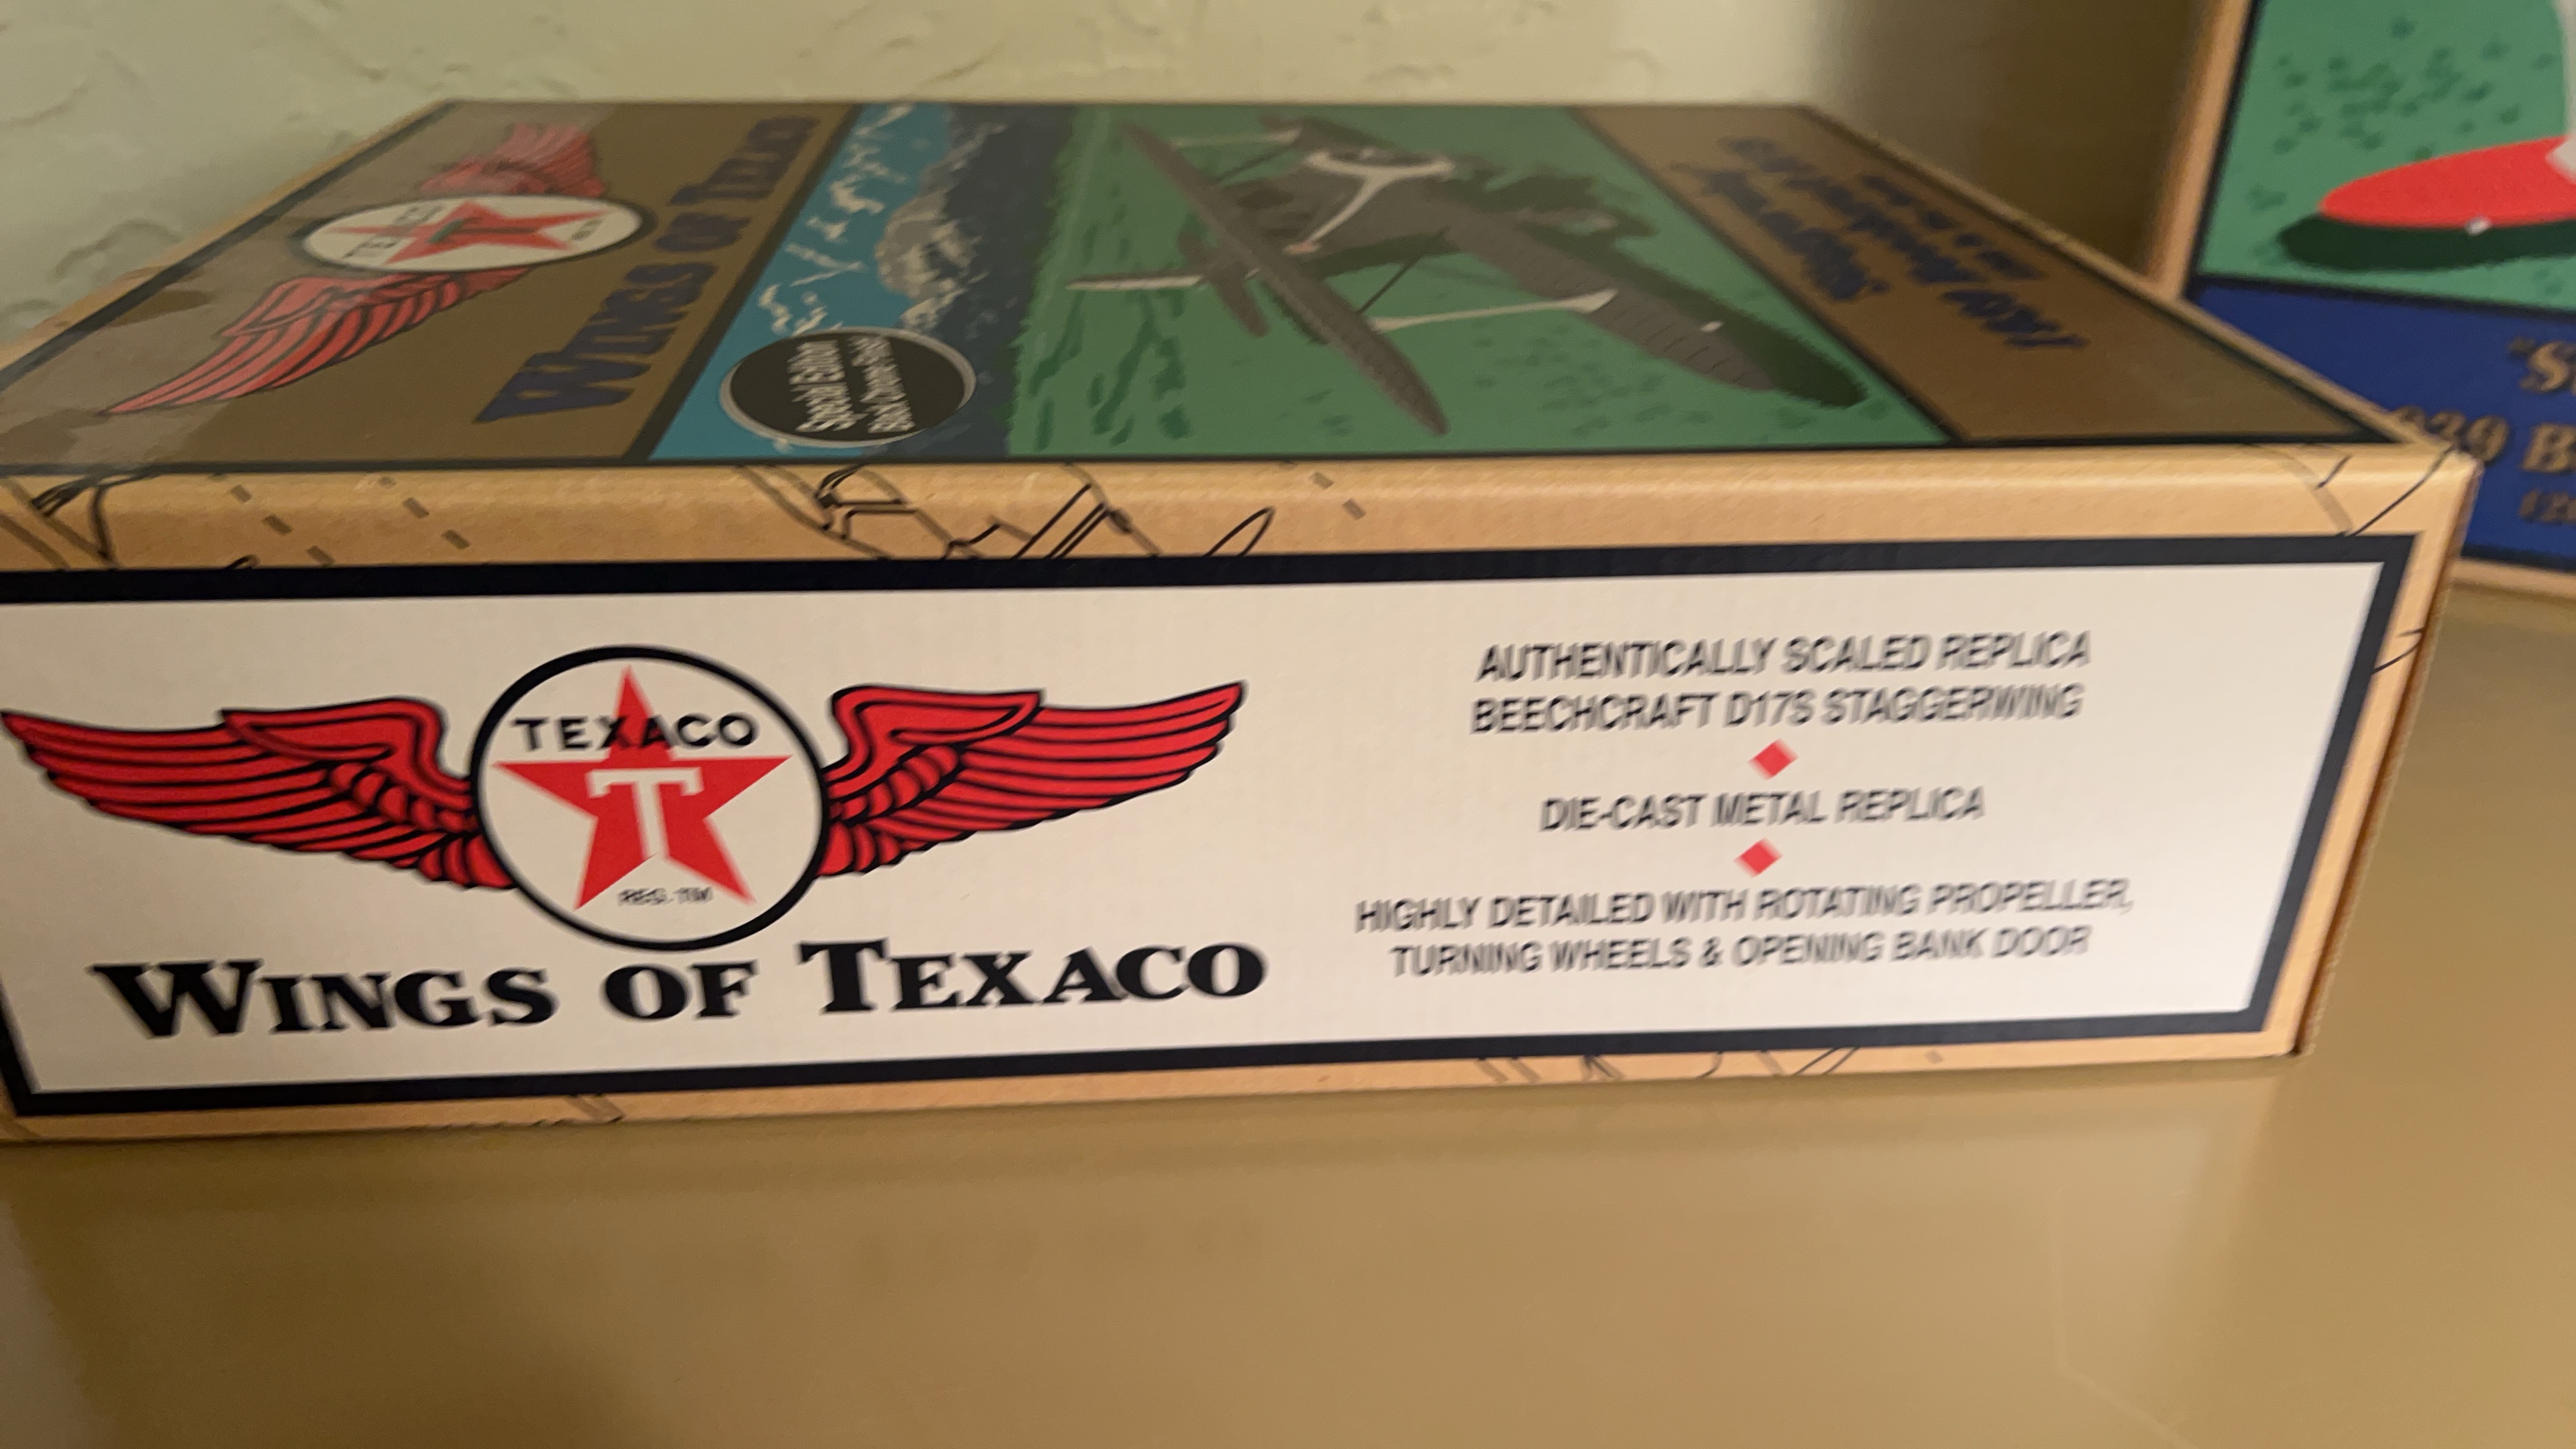 TEXACO
WINGS OF TEXACO
Special Edition
TEXACO
T
REG. TM
WINGS OF TEXACO
AUTHENTICALLY SCALED REPLICA
BEECHCRAFT D17S STAGGERWING
DIE-CAST METAL REPLICA
HIGHLY DETAILED WITH ROTATING PROPELLER,
TURNING WHEELS & OPENING BANK DOOR